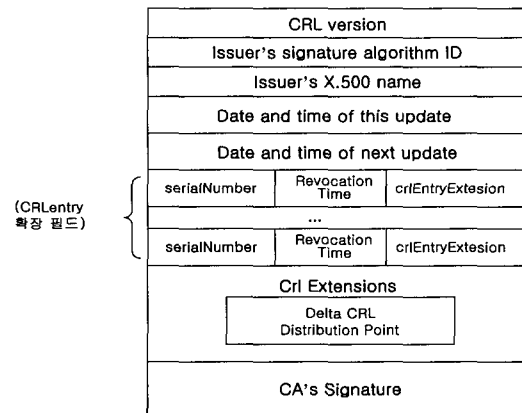 CRL version
Issuer's signature algorithm ID
Issuer's X.500 name
Date and time of this update
Date and time of next update
(CRLentry
확장 필드)
serialNumber
Revocation
Time
crlEntryExtesion
...
serialNumber
Revocation
Time
crlEntryExtesion
Crl Extensions
Delta CRL
Distribution Point
CA's Signature